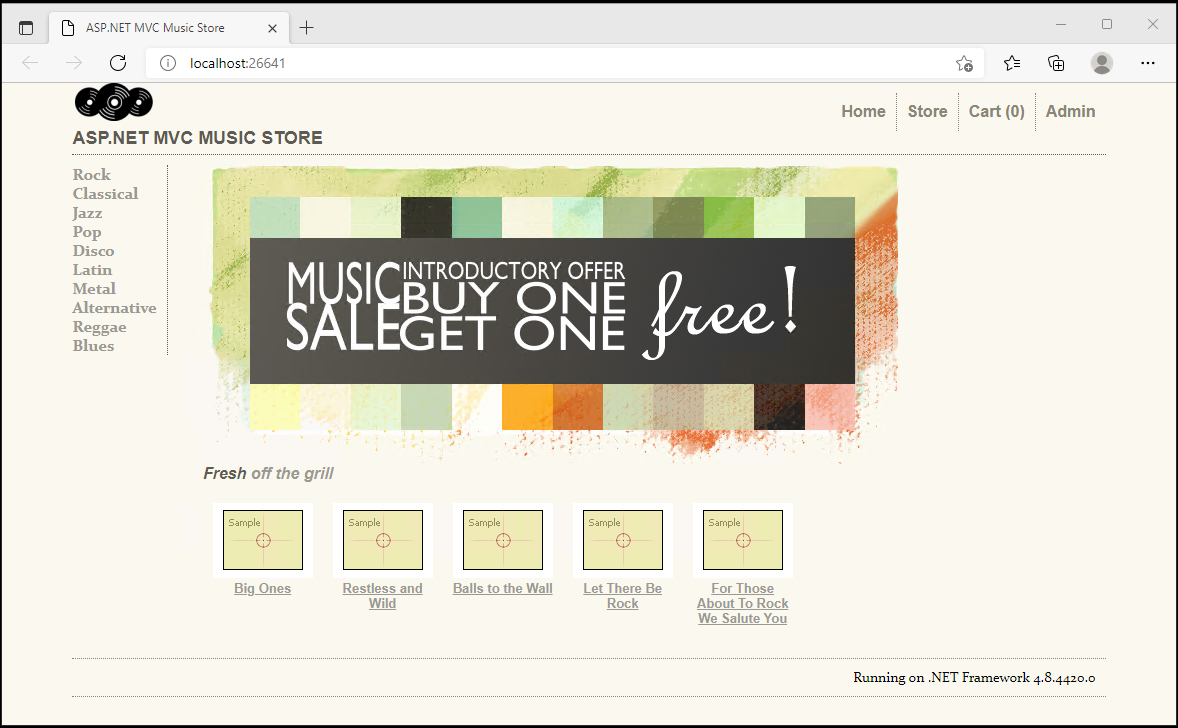 ASP.NET MVC Music Store
localhost:26641
Home
Store
Cart (0)
Admin
ASP.NET MVC MUSIC STORE
Rock
Classical
Jazz
Pop
Disco
Latin
Metal
Alternative
Reggae
Blues
MUSIC SALE
INTRODUCTORY OFFER
BUY ONE
GET ONE
free!
Fresh off the grill
Sample
Sample
Sample
Sample
Sample
Big Ones
Restless and
Wild
Balls to the Wall
Let There Be
Rock
For Those
About To Rock
We Salute You
Running on .NET Framework 4.8.4420.0